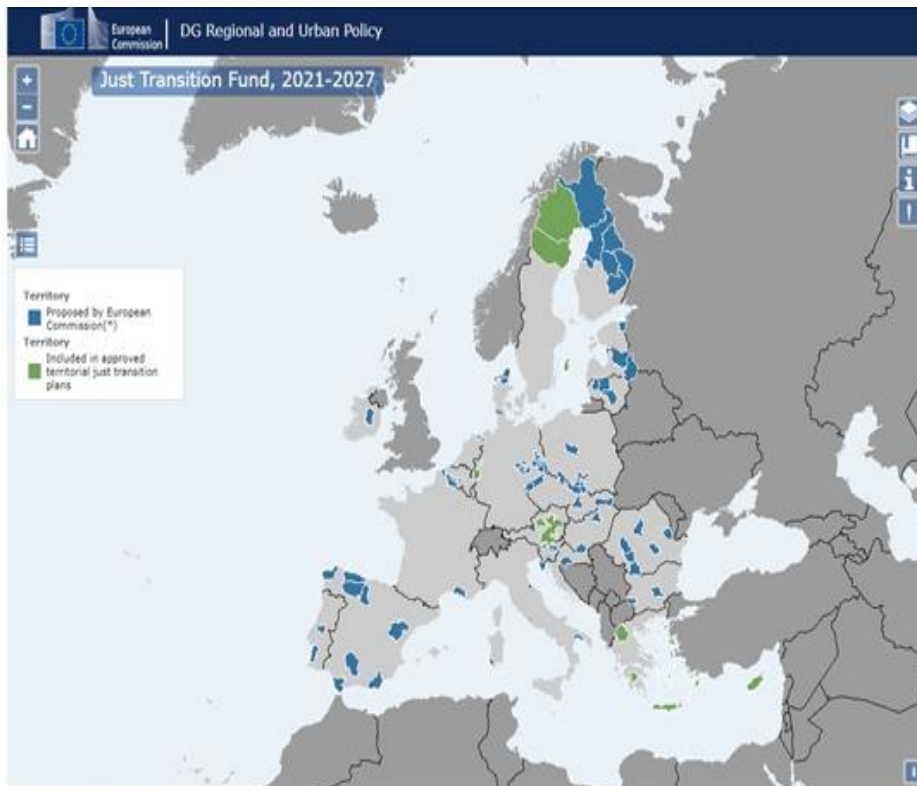 European
Commission
DG Regional and Urban Policy
Just Transition Fund, 2021-2027
Territory
Proposed by European
Commission(*)
Territory
Included in approved
territorial just transition
plans